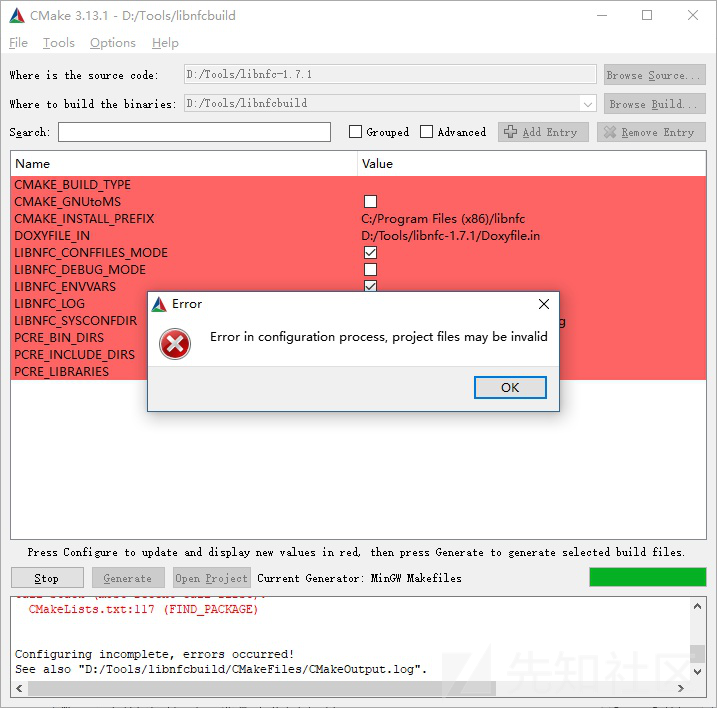 CMake 3.13.1 - D:/Tools/libnfcbuild
File Tools Options Help
Where is the source code: D:/Tools/libnfc-1.7.1 Browse Source...
Where to build the binaries: D:/Tools/libnfcbuild Browse Build...
Search: Grouped Advanced Add Entry Remove Entry
Name Value
CMAKE_BUILD_TYPE
CMAKE_GNUtoMS
CMAKE_INSTALL_PREFIX C:/Program Files (x86)/libnfc
DOXYFILE_IN D:/Tools/libnfc-1.7.1/Doxyfile.in
LIBNFC_CONFFILES_MODE
LIBNFC_DEBUG_MODE
LIBNFC_ENVVARS
LIBNFC_LOG
LIBNFC_SYSCONFDIR
PCRE_BIN_DIRS
PCRE_INCLUDE_DIRS
PCRE_LIBRARIES
Error
Error in configuration process, project files may be invalid
OK
Press Configure to update and display new values in red, then press Generate to generate selected build files.
Stop Generate Open Project Current Generator: MinGW Makefiles
CMakeLists.txt:117 (FIND_PACKAGE)
Configuring incomplete, errors occurred!
See also "D:/Tools/libnfcbuild/CMakeFiles/CMakeOutput.log".
先知社区